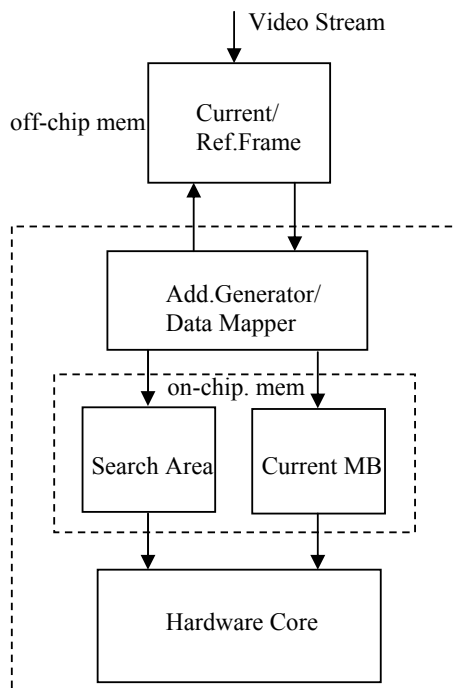 Video Stream
off-chip mem
Current/
Ref.Frame
Add.Generator/
Data Mapper
on-chip. mem
Search Area
Current MB
Hardware Core